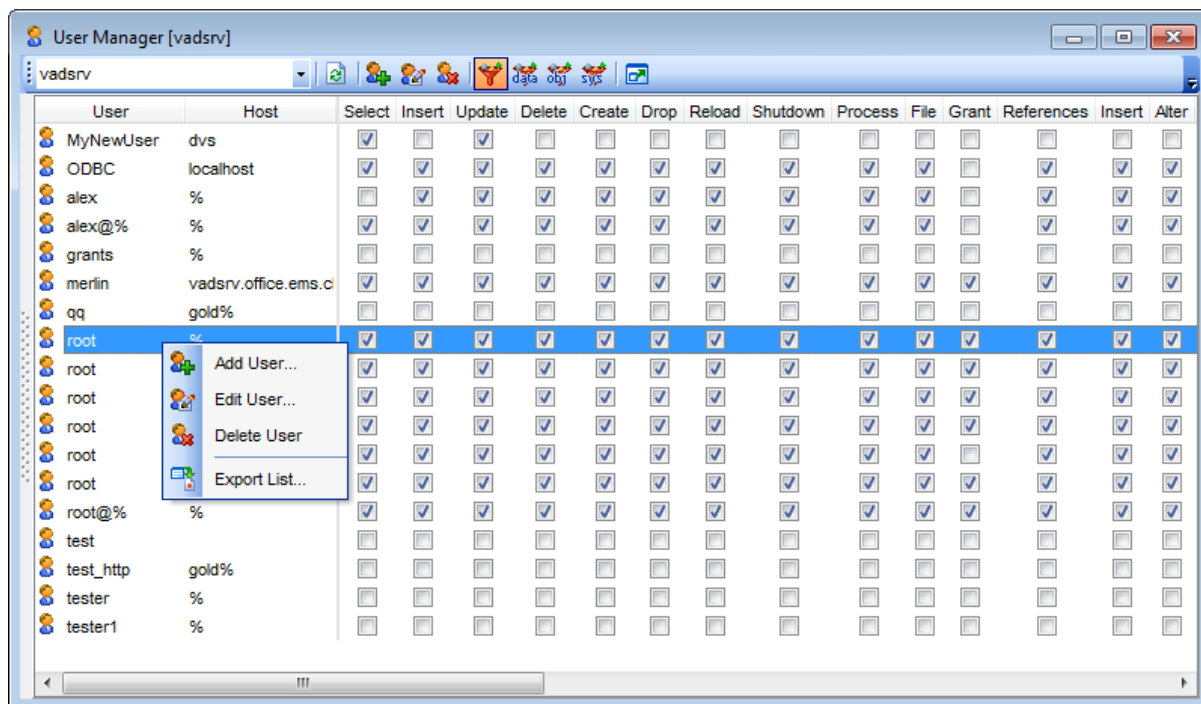 User Manager [vadsrv]
vadsrv data obj sys
User Host Select Insert Update Delete Create Drop Reload Shutdown Process File Grant References Insert Alter
MyNewUser dvs
ODBC localhost
alex %
alex@% %
grants %
merlin vadsrv.office.ems.cl
qq gold%
root %
root Add User...
root Edit User...
root Delete User
root
root Export List...
root@% %
test
test_http gold%
tester %
tester1 %